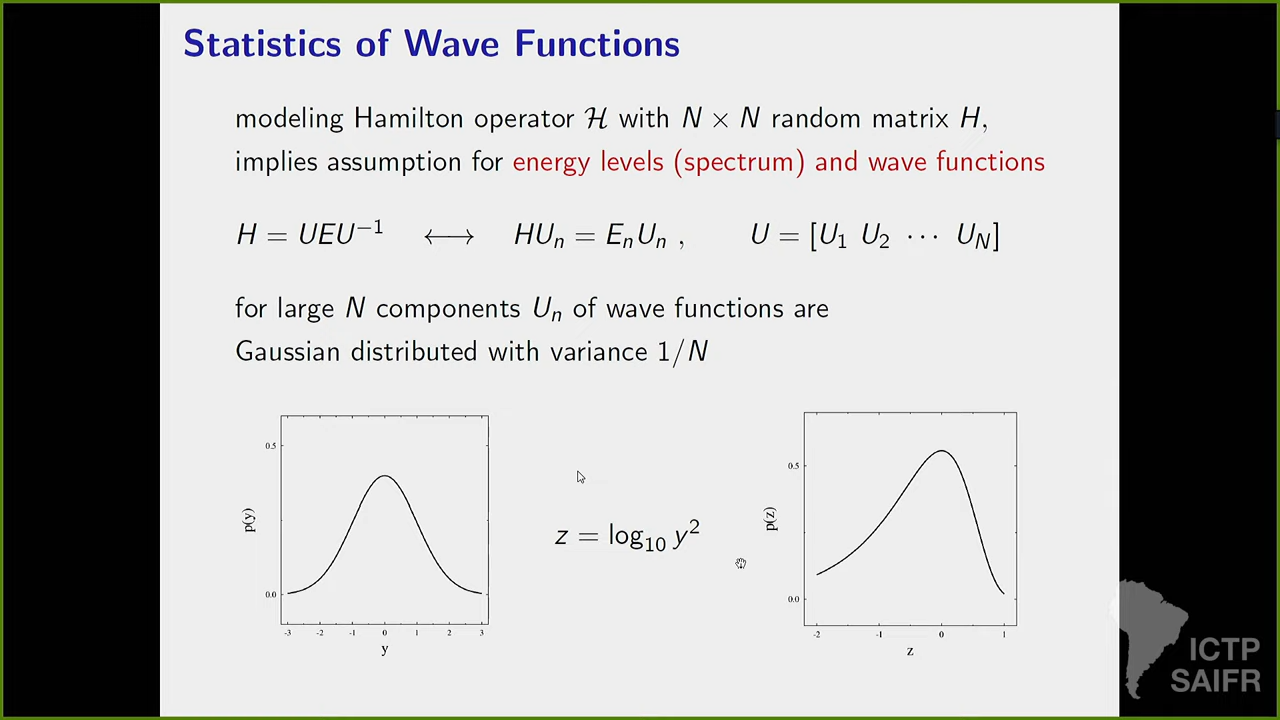 Statistics of Wave Functions
modeling Hamilton operator ℋ with N × N random matrix H,
implies assumption for energy levels (spectrum) and wave functions
H = UEU⁻¹ ⟷ HUₙ = EₙUₙ , U = [U₁ U₂ ⋯ U_N]
for large N components Uₙ of wave functions are
Gaussian distributed with variance 1/N
0.5
p(y)
0.0
-3 -2 -1 0 1 2 3
y
z = log₁₀ y²
0.5
p(z)
0.0
-2 -1 0 1
z
ICTP
SAIFR